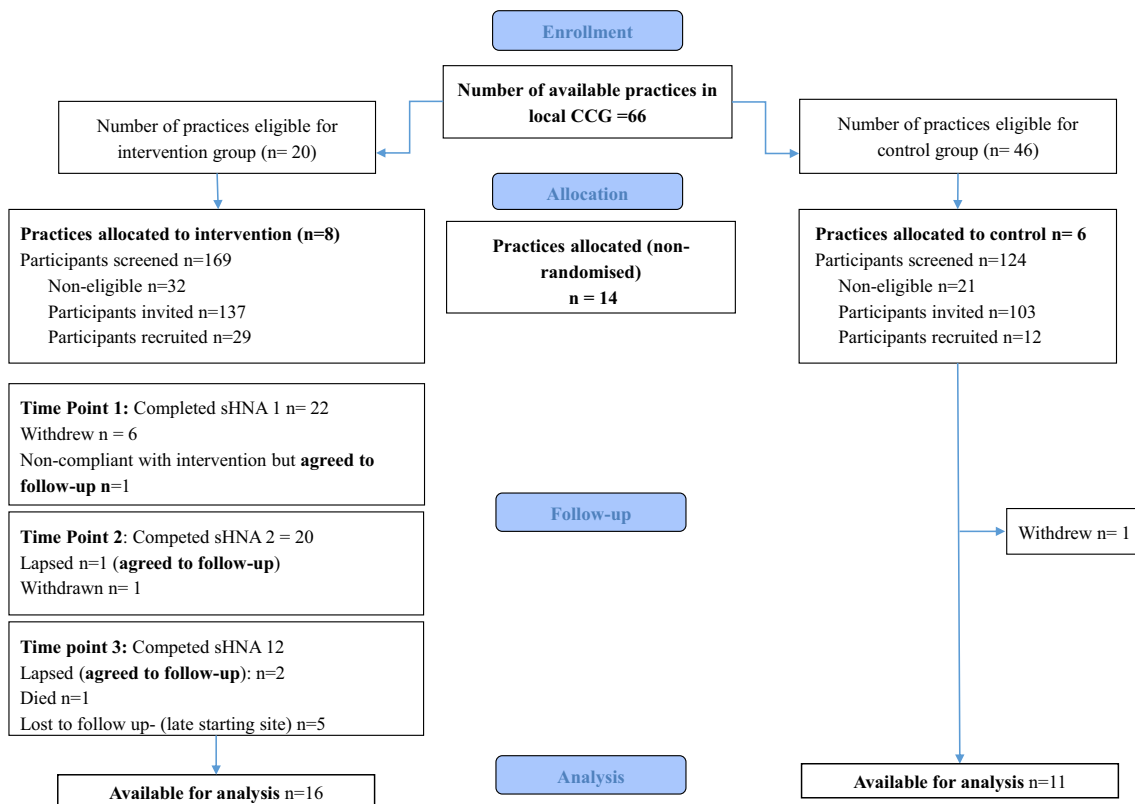 Enrollment
Number of available practices in
local CCG =66
Number of practices eligible for
intervention group (n= 20)
Number of practices eligible for
control group (n= 46)
Allocation
Practices allocated to intervention (n=8)
Participants screened n=169
Non-eligible n=32
Participants invited n=137
Participants recruited n=29
Practices allocated (non-
randomised)
n = 14
Practices allocated to control n= 6
Participants screened n=124
Non-eligible n=21
Participants invited n=103
Participants recruited n=12
Time Point 1: Completed sHNA 1 n= 22
Withdrew n = 6
Non-compliant with intervention but agreed to
follow-up n=1
Follow-up
Time Point 2: Competed sHNA 2 = 20
Lapsed n=1 (agreed to follow-up)
Withdrawn n= 1
Withdrew n= 1
Time point 3: Competed sHNA 12
Lapsed (agreed to follow-up): n=2
Died n=1
Lost to follow up- (late starting site) n=5
Analysis
Available for analysis n=16
Available for analysis n=11